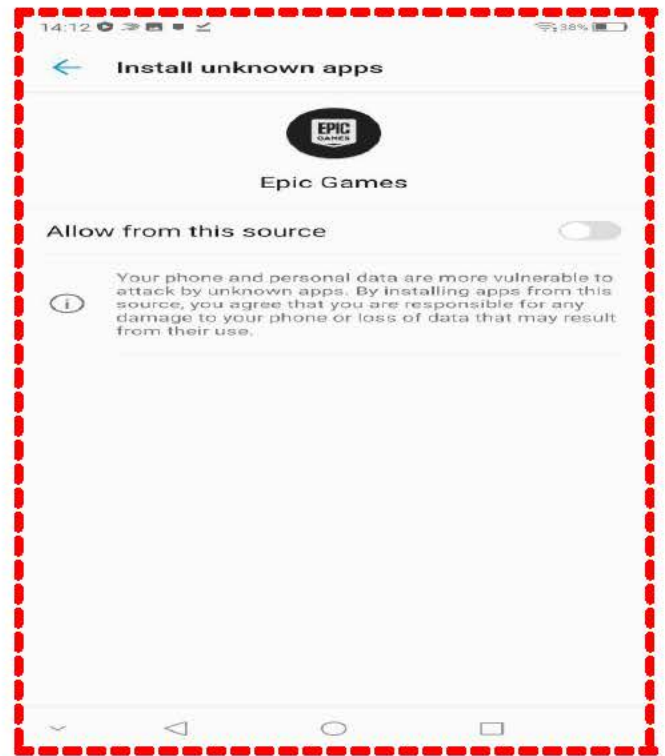 14:12
38%
Install unknown apps
EPIC
GAMES
Epic Games
Allow from this source
Your phone and personal data are more vulnerable to
attack by unknown apps. By installing apps from this
source, you agree that you are responsible for any
damage to your phone or loss of data that may result
from their use.